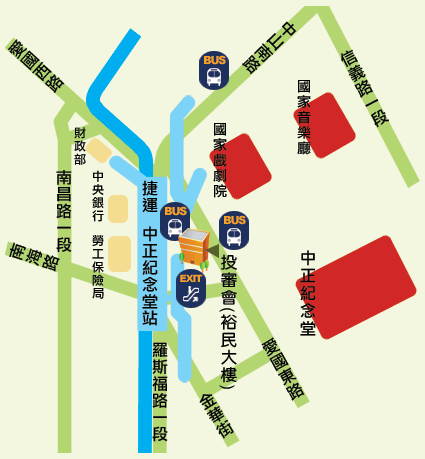 愛國西路
中山南路
信義路一段
BUS
國家音樂廳
國家戲劇院
財政部
中央銀行
勞工保險局
南昌路一段
南海路
捷運 中正紀念堂站
BUS
BUS
EXIT
投審會(裕民大樓)
中正紀念堂
羅斯福路一段
愛國東路
金華街